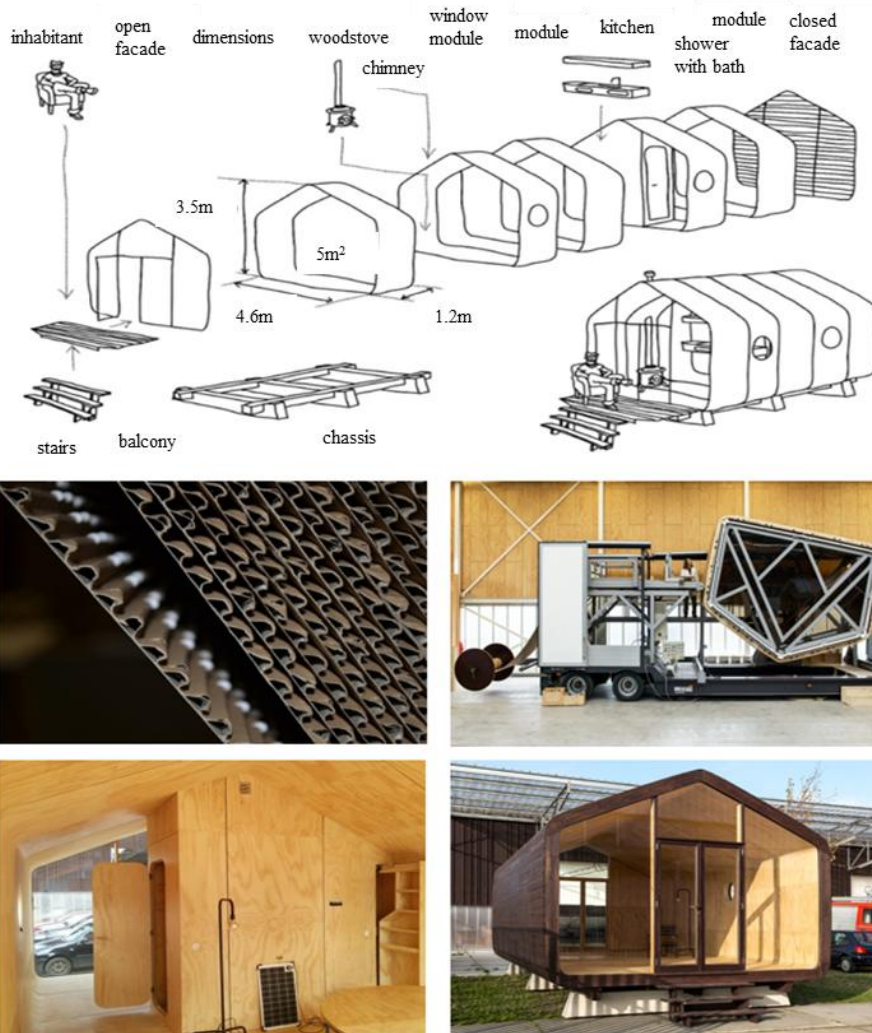 inhabitant
open
facade
dimensions
woodstove
chimney
window
module
module
kitchen
module
shower
with bath
closed
facade
3.5m
5m²
4.6m
1.2m
stairs
balcony
chassis